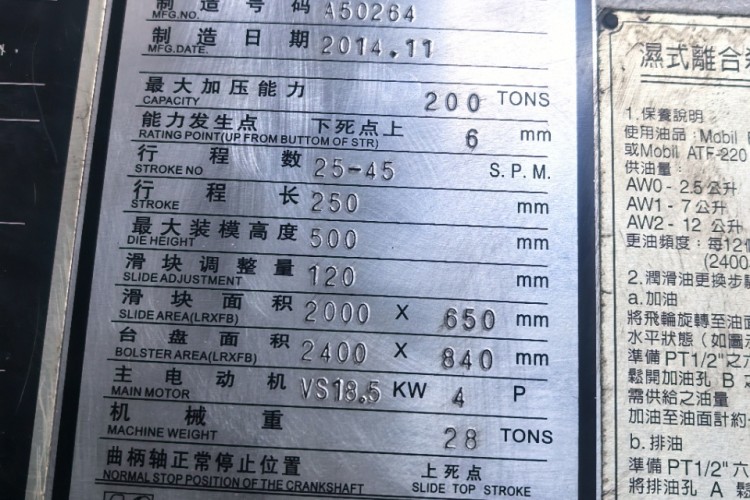 制造号码 A50264
MFG.NO.
制造日期 2014.11
MFG.DATE.
最大加压能力 200 TONS
CAPACITY
能力发生点 下死点上 6 mm
RATING POINT(UP FROM BUTTOM OF STR)
行程数 25-45 S.P.M.
STROKE NO
行程长 250 mm
STROKE
最大装模高度 500 mm
DIE HEIGHT
滑块调整量 120 mm
SLIDE ADJUSTMENT
滑块面积 2000 X 650 mm
SLIDE AREA(LRXFB)
台盘面积 2400 X 840 mm
BOLSTER AREA(LRXFB)
主电动机 VS18.5 KW 4 P
MAIN MOTOR
机械重 28 TONS
MACHINE WEIGHT
曲柄轴正常停止位置 上死点
NORMAL STOP POSITION OF THE CRANKSHAFT SLIDE TOP STROKE
濕式離合
1.保養說明
使用油品：Mobil
或Mobil ATF-220
供油量：
AW0 - 2.5公升
AW1 - 7公升
AW2 - 12 公升
更油頻度：每12個
(2400
2.潤滑油更換步
a.加油
將飛輪旋轉至油
水平狀態（如圖示
準備PT1/2"之六
鬆開加油孔 B
需供給之油量
加油至油面計約
b.排油
準備PT1/2"六
將排油孔 A 鬆